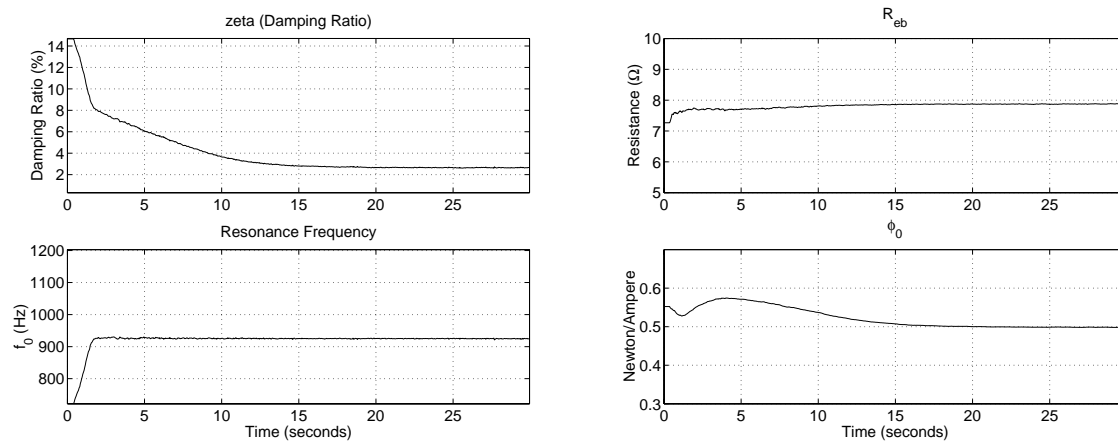 zeta (Damping Ratio)
Damping Ratio (%)
14
12
10
8
6
4
2
0 5 10 15 20 25
R_eb
Resistance (Ω)
10
9
8
7
6
5
0 5 10 15 20 25
Resonance Frequency
f_0 (Hz)
1200
1100
1000
900
800
0 5 10 15 20 25
Time (seconds)
ϕ_0
Newton/Ampere
0.6
0.5
0.4
0.3
0 5 10 15 20 25
Time (seconds)